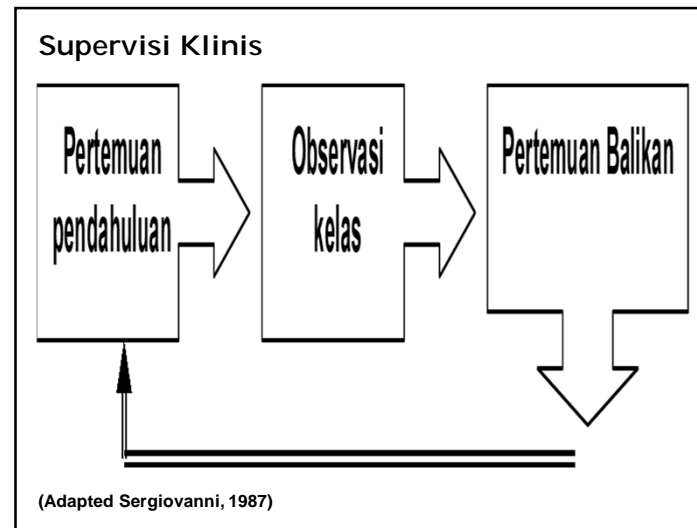 Supervisi Klinis
Pertemuan
pendahuluan
Observasi
kelas
Pertemuan Balikan
(Adapted Sergiovanni, 1987)